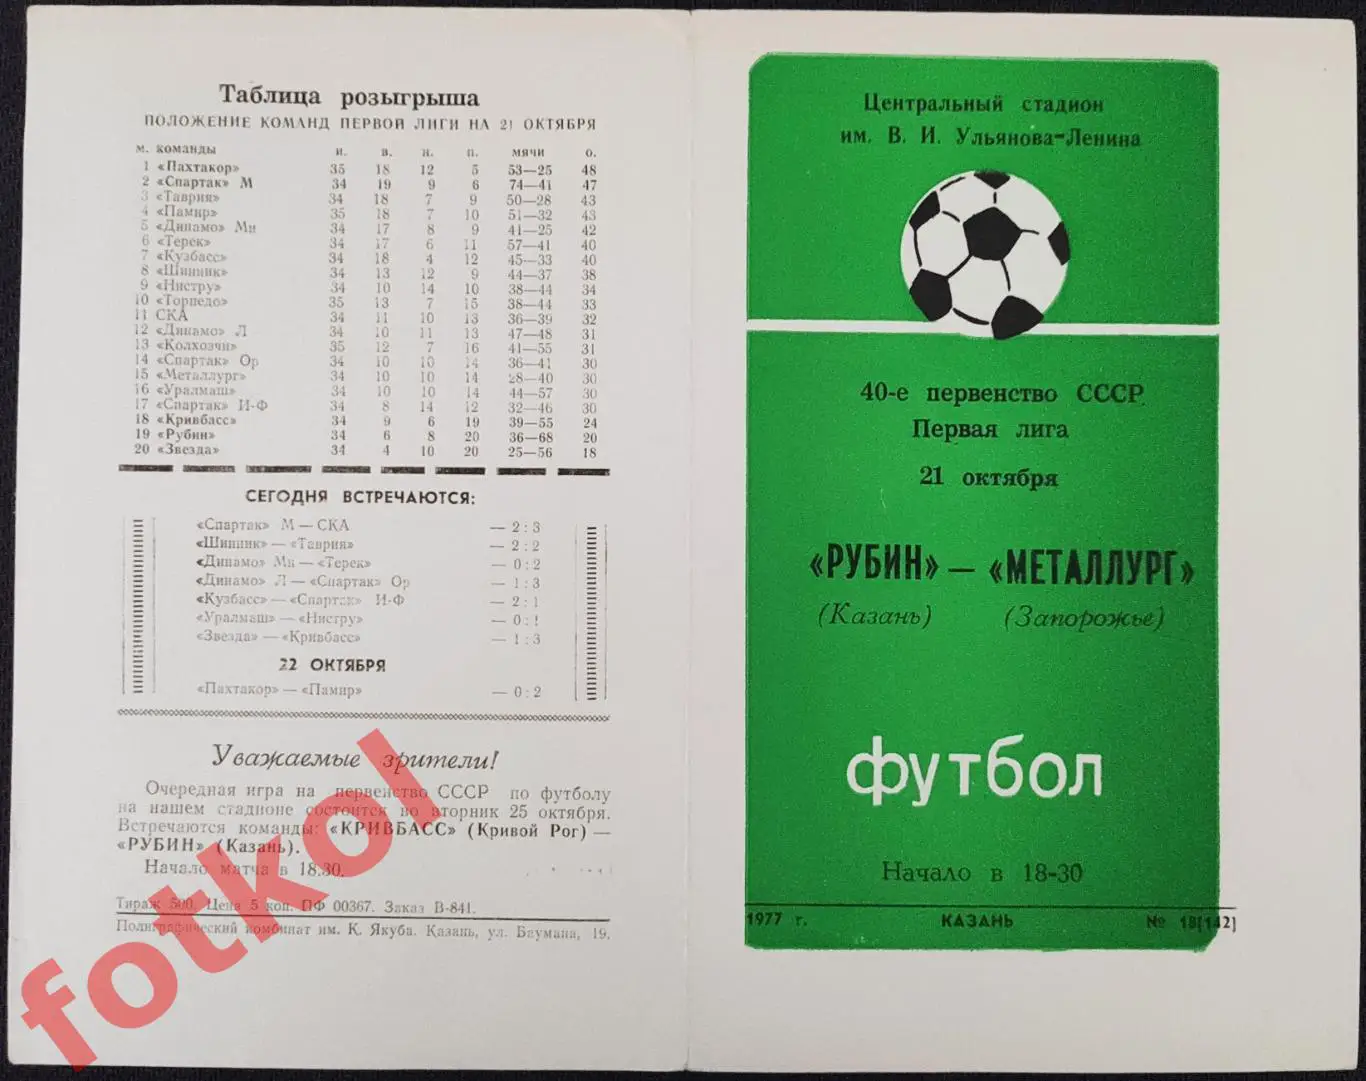 Таблица розыгрыша
ПОЛОЖЕНИЕ КОМАНД ПЕРВОЙ ЛИГИ НА 21 ОКТЯБРЯ
м. команды и. в. н. п. мячи о.
1 «Пахтакор» 35 18 12 5 53—25 48
2 «Спартак» М 34 19 9 6 74—41 47
3 «Таврия» 34 18 7 9 50—28 43
4 «Памир» 35 18 7 10 51—32 43
5 «Динамо» Мн 34 17 8 9 41—25 42
6 «Терек» 34 17 6 11 57—41 40
7 «Кузбасс» 34 18 4 12 45—33 40
8 «Шинник» 34 13 12 9 44—37 38
9 «Нистру» 34 10 14 10 38—44 34
10 «Торпедо» 35 13 7 15 38—44 33
11 СКА 34 11 10 13 36—39 32
12 «Динамо» Л 34 10 11 13 47—48 31
13 «Колхозчи» 35 12 7 16 41—55 31
14 «Спартак» Ор 34 10 10 14 36—41 30
15 «Металлург» 34 10 10 14 28—40 30
16 «Уралмаш» 34 10 10 14 44—57 30
17 «Спартак» И-Ф 34 8 14 12 32—46 30
18 «Кривбасс» 34 9 6 19 39—55 24
19 «Рубин» 34 6 8 20 36—68 20
20 «Звезда» 34 4 10 20 25—56 18
СЕГОДНЯ ВСТРЕЧАЮТСЯ:
«Спартак» М — СКА — 2 : 3
«Шинник» — «Таврия» — 2 : 2
«Динамо» Мн — «Терек» — 0 : 2
«Динамо» Л — «Спартак» Ор — 1 : 3
«Кузбасс» — «Спартак» И-Ф — 2 : 1
«Уралмаш» — «Нистру» — 0 : 1
«Звезда» — «Кривбасс» — 1 : 3
22 ОКТЯБРЯ
«Пахтакор» — «Памир» — 0 : 2
Уважаемые зрители!
Очередная игра на первенство СССР по футболу
на нашем стадионе состоится во вторник 25 октября.
Встречаются команды: «КРИВБАСС» (Кривой Рог) —
«РУБИН» (Казань).
Начало матча в 18.30.
Тираж 500. Цена 5 коп. ПФ 00367. Заказ В-841.
Полиграфический комбинат им. К. Якуба. Казань, ул. Баумана, 19.
Центральный стадион
им. В. И. Ульянова-Ленина
40-е первенство СССР
Первая лига
21 октября
«РУБИН» — «МЕТАЛЛУРГ»
(Казань) (Запорожье)
футбол
Начало в 18-30
1977 г. КАЗАНЬ № 18[142]
fotkol